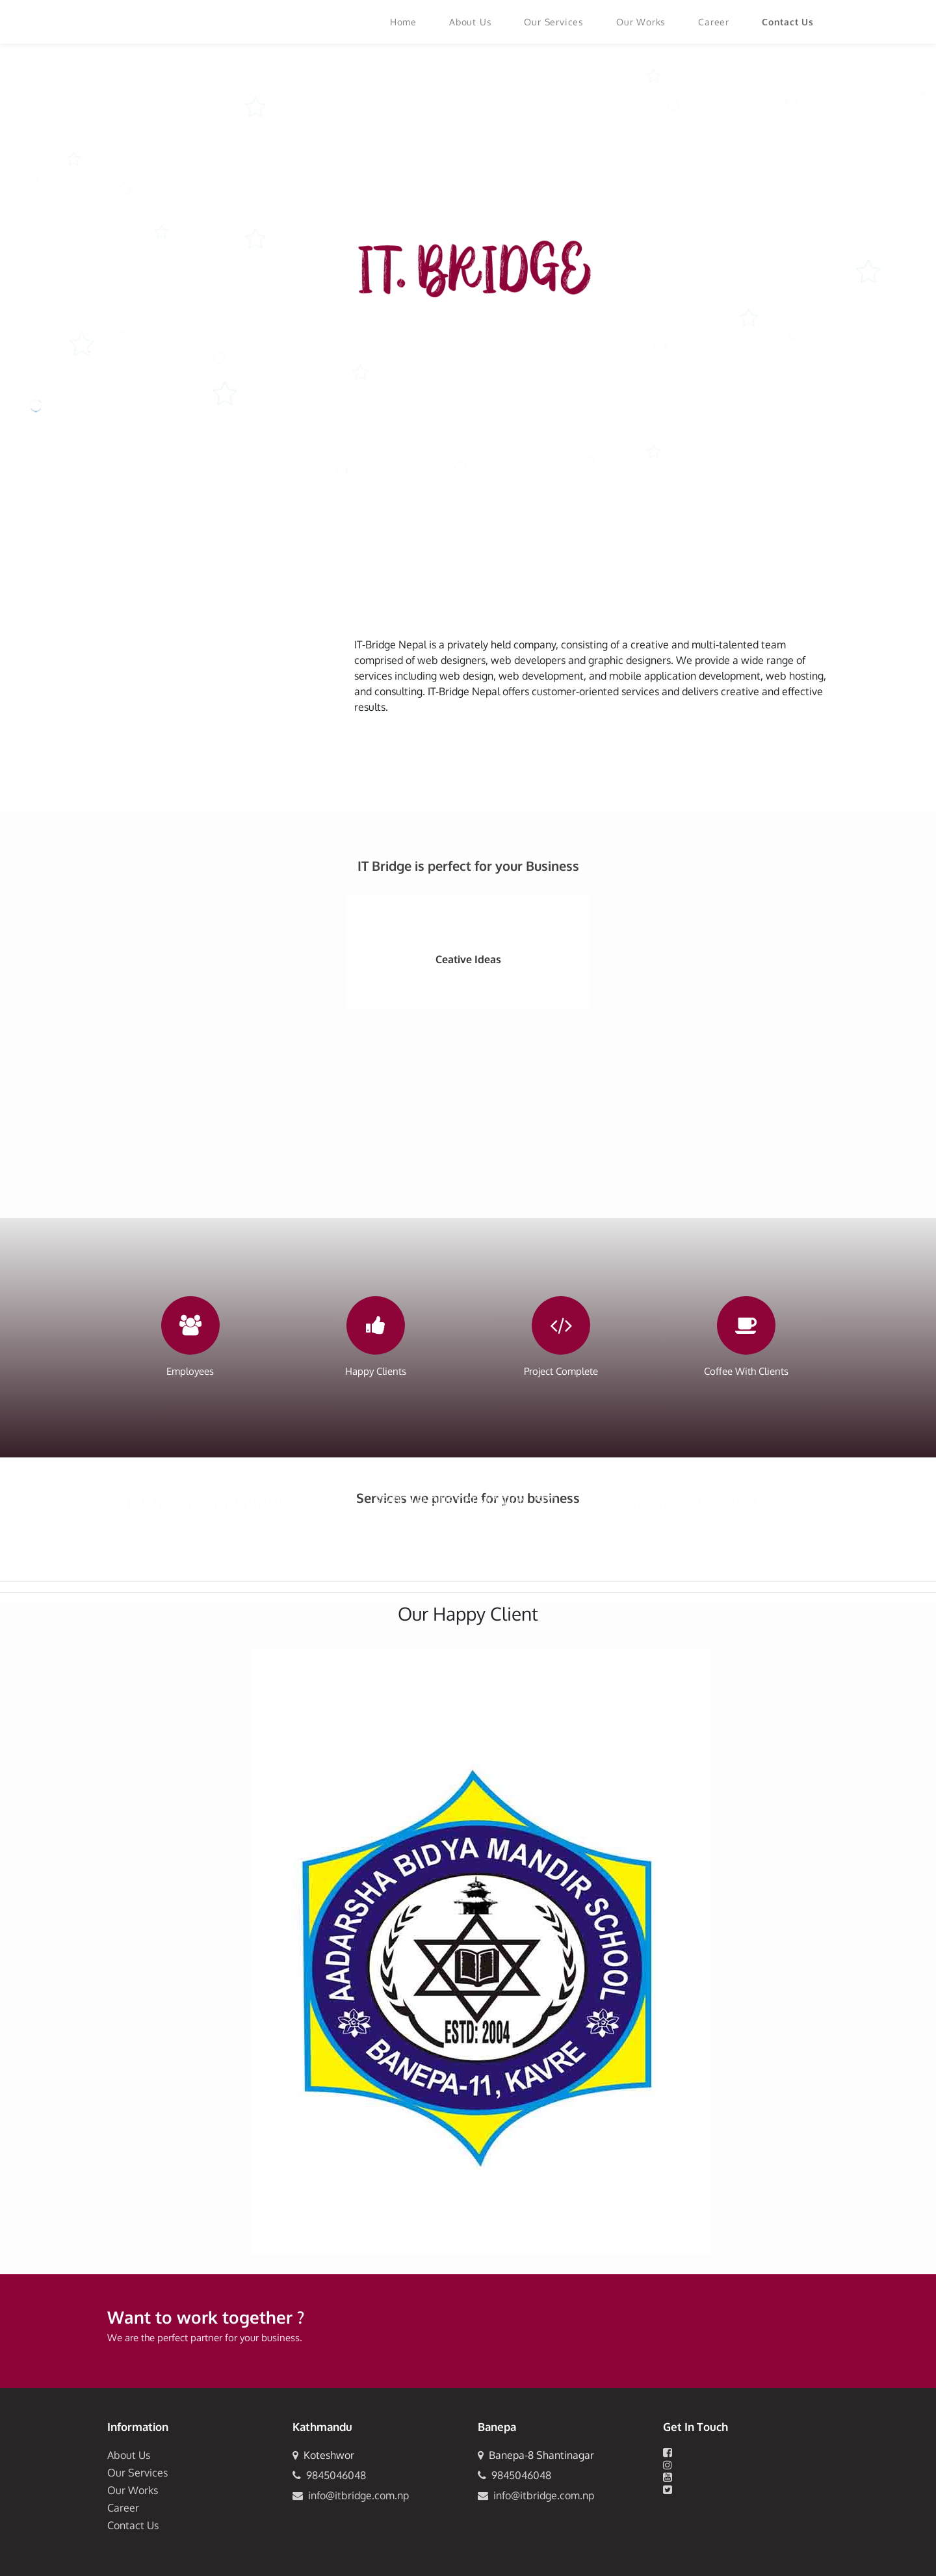 Home About Us Our Services Our Works Career Contact Us
IT. BRIDGE
IT-Bridge Nepal is a privately held company, consisting of a creative and multi-talented team
comprised of web designers, web developers and graphic designers. We provide a wide range of
services including web design, web development, and mobile application development, web hosting,
and consulting. IT-Bridge Nepal offers customer-oriented services and delivers creative and effective
results.
IT Bridge is perfect for your Business
Ceative Ideas
Employees Happy Clients Project Complete Coffee With Clients
Services we provide for your business
Our Happy Client
AADARSHA BIDYA MANDIR SCHOOL
ESTD: 2004
BANEPA-11, KAVRE
Want to work together ?
We are the perfect partner for your business.
Information
About Us
Our Services
Our Works
Career
Contact Us
Kathmandu
Koteshwor
9845046048
info@itbridge.com.np
Banepa
Banepa-8 Shantinagar
9845046048
info@itbridge.com.np
Get In Touch